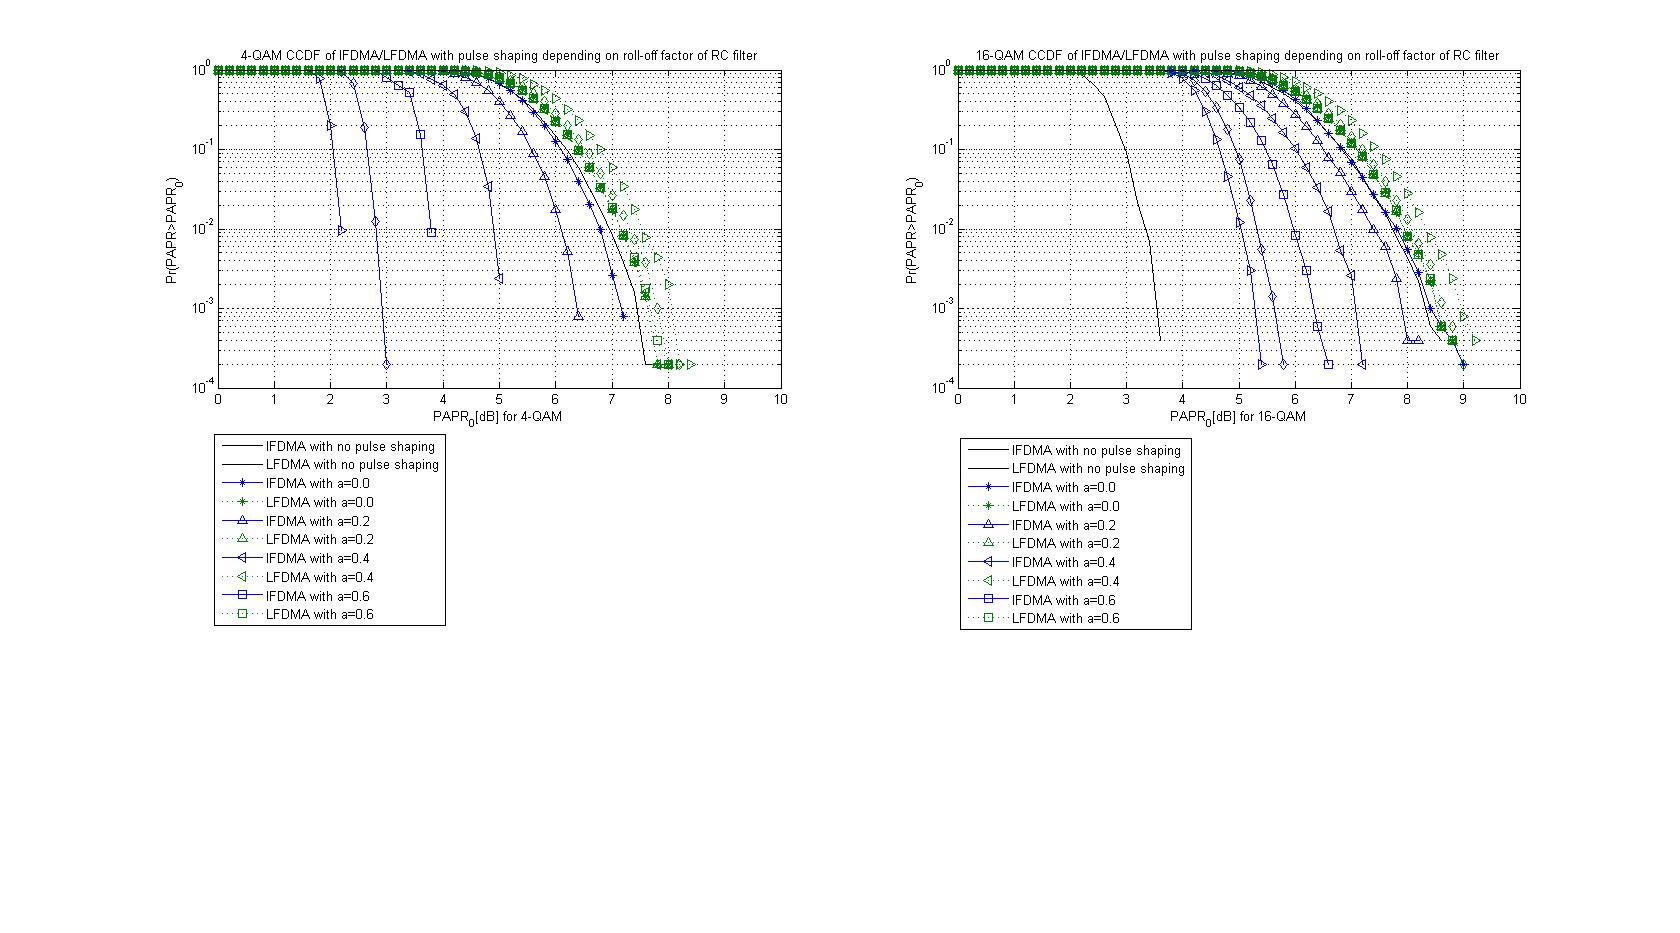 4-QAM CCDF of IFDMA/LFDMA with pulse shaping depending on roll-off factor of RC filter
10^0
10^-1
10^-2
10^-3
10^-4
Pr(PAPR>PAPR_0)
0 1 2 3 4 5 6 7 8 9 10
PAPR_0[dB] for 4-QAM
IFDMA with no pulse shaping
LFDMA with no pulse shaping
IFDMA with a=0.0
LFDMA with a=0.0
IFDMA with a=0.2
LFDMA with a=0.2
IFDMA with a=0.4
LFDMA with a=0.4
IFDMA with a=0.6
LFDMA with a=0.6
16-QAM CCDF of IFDMA/LFDMA with pulse shaping depending on roll-off factor of RC filter
10^0
10^-1
10^-2
10^-3
10^-4
Pr(PAPR>PAPR_0)
0 1 2 3 4 5 6 7 8 9 10
PAPR_0[dB] for 16-QAM
IFDMA with no pulse shaping
LFDMA with no pulse shaping
IFDMA with a=0.0
LFDMA with a=0.0
IFDMA with a=0.2
LFDMA with a=0.2
IFDMA with a=0.4
LFDMA with a=0.4
IFDMA with a=0.6
LFDMA with a=0.6